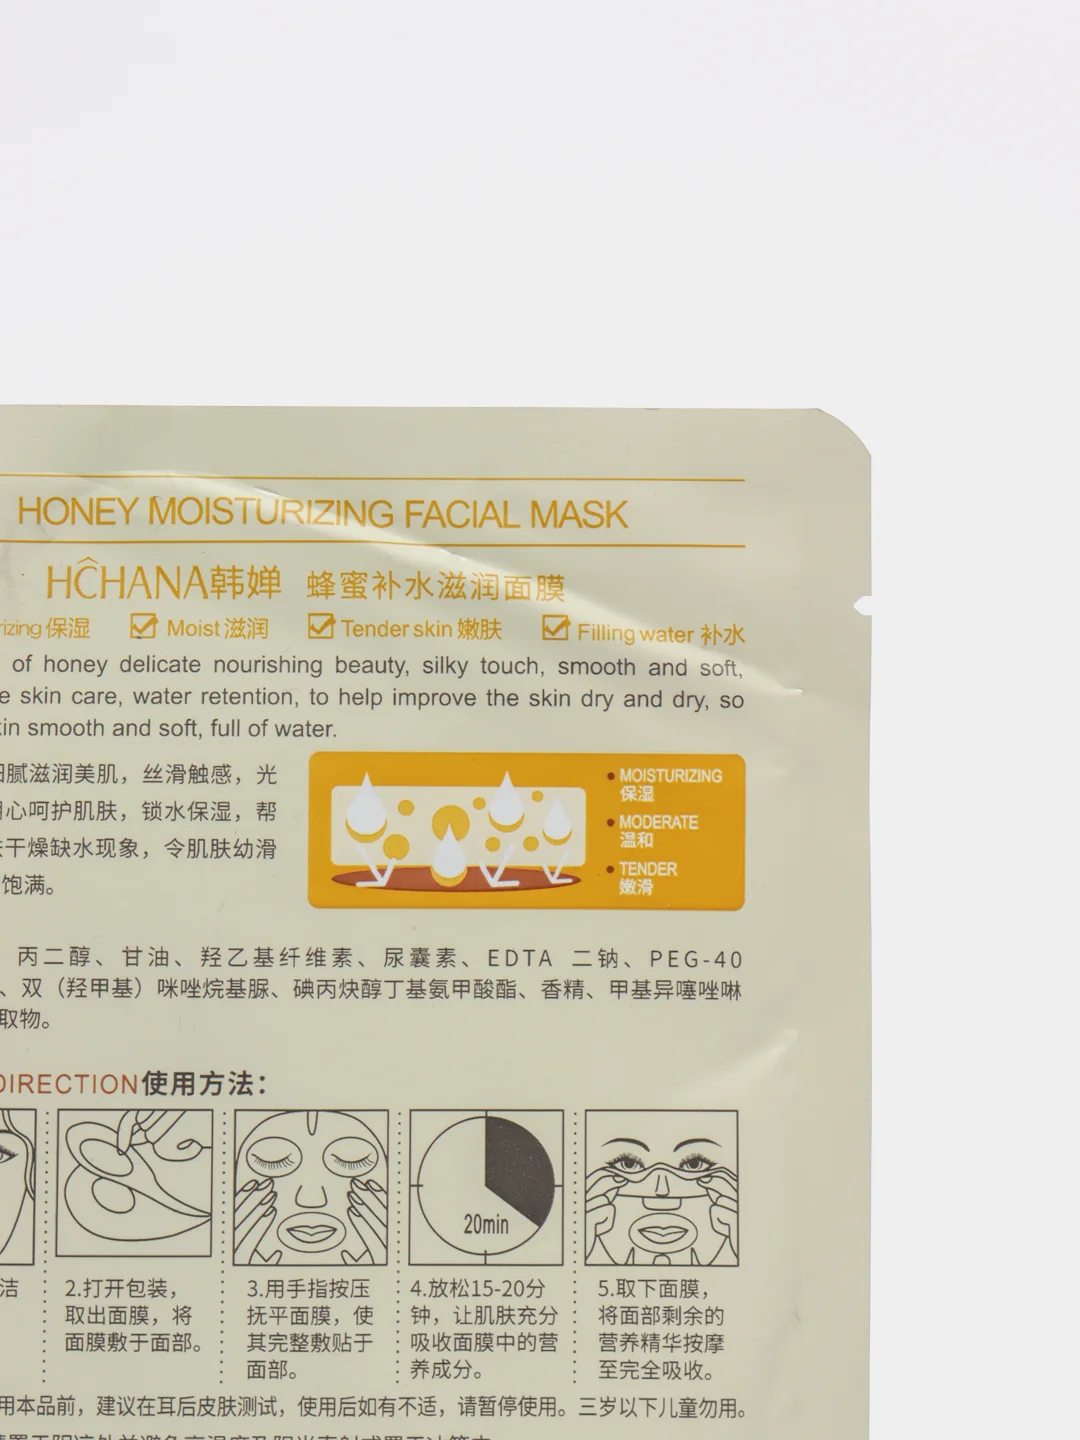 HONEY MOISTURIZING FACIAL MASK
HĈHANA韩婵 蜂蜜补水滋润面膜
rizing 保湿 Moist 滋润 Tender skin 嫩肤 Filling water 补水
of honey delicate nourishing beauty, silky touch, smooth and soft,
e skin care, water retention, to help improve the skin dry and dry, so
kin smooth and soft, full of water.
细腻滋润美肌，丝滑触感，光
用心呵护肌肤，锁水保湿，帮
肤干燥缺水现象，令肌肤幼滑
饱满。
MOISTURIZING
保湿
MODERATE
温和
TENDER
嫩滑
丙二醇、甘油、羟乙基纤维素、尿囊素、EDTA 二钠、PEG-40
、双（羟甲基）咪唑烷基脲、碘丙炔醇丁基氨甲酸酯、香精、甲基异噻唑啉
取物。
DIRECTION使用方法：
20min
洁
2.打开包装，
取出面膜，将
面膜敷于面部。
3.用手指按压
抚平面膜，使
其完整敷贴于
面部。
4.放松15-20分
钟，让肌肤充分
吸收面膜中的营
养成分。
5.取下面膜，
将面部剩余的
营养精华按摩
至完全吸收。
用本品前，建议在耳后皮肤测试，使用后如有不适，请暂停使用。三岁以下儿童勿用。